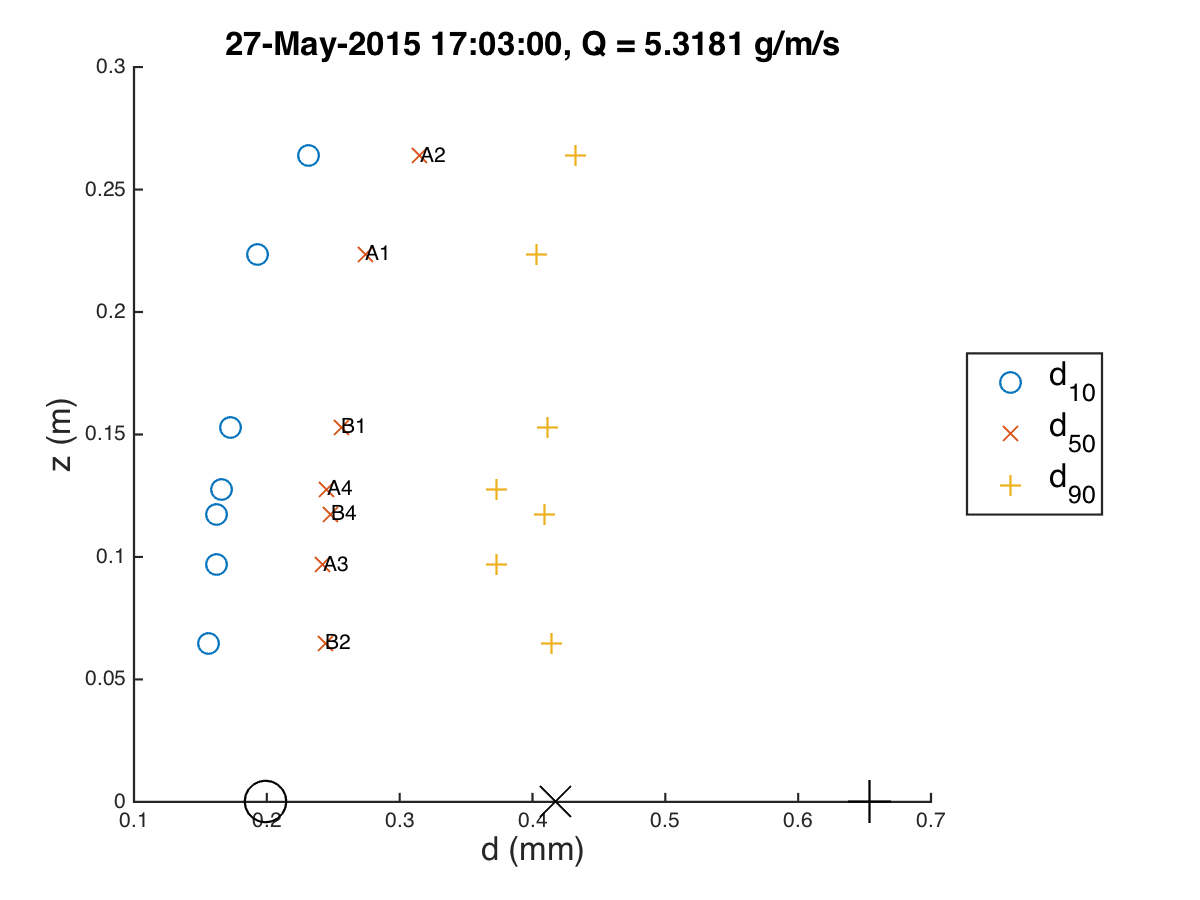 27-May-2015 17:03:00, Q = 5.3181 g/m/s
0.3
0.25
0.2
0.15
0.1
0.05
0
z (m)
A2
A1
B1
A4
B4
A3
B2
d10
d50
d90
0.1 0.2 0.3 0.4 0.5 0.6 0.7
d (mm)